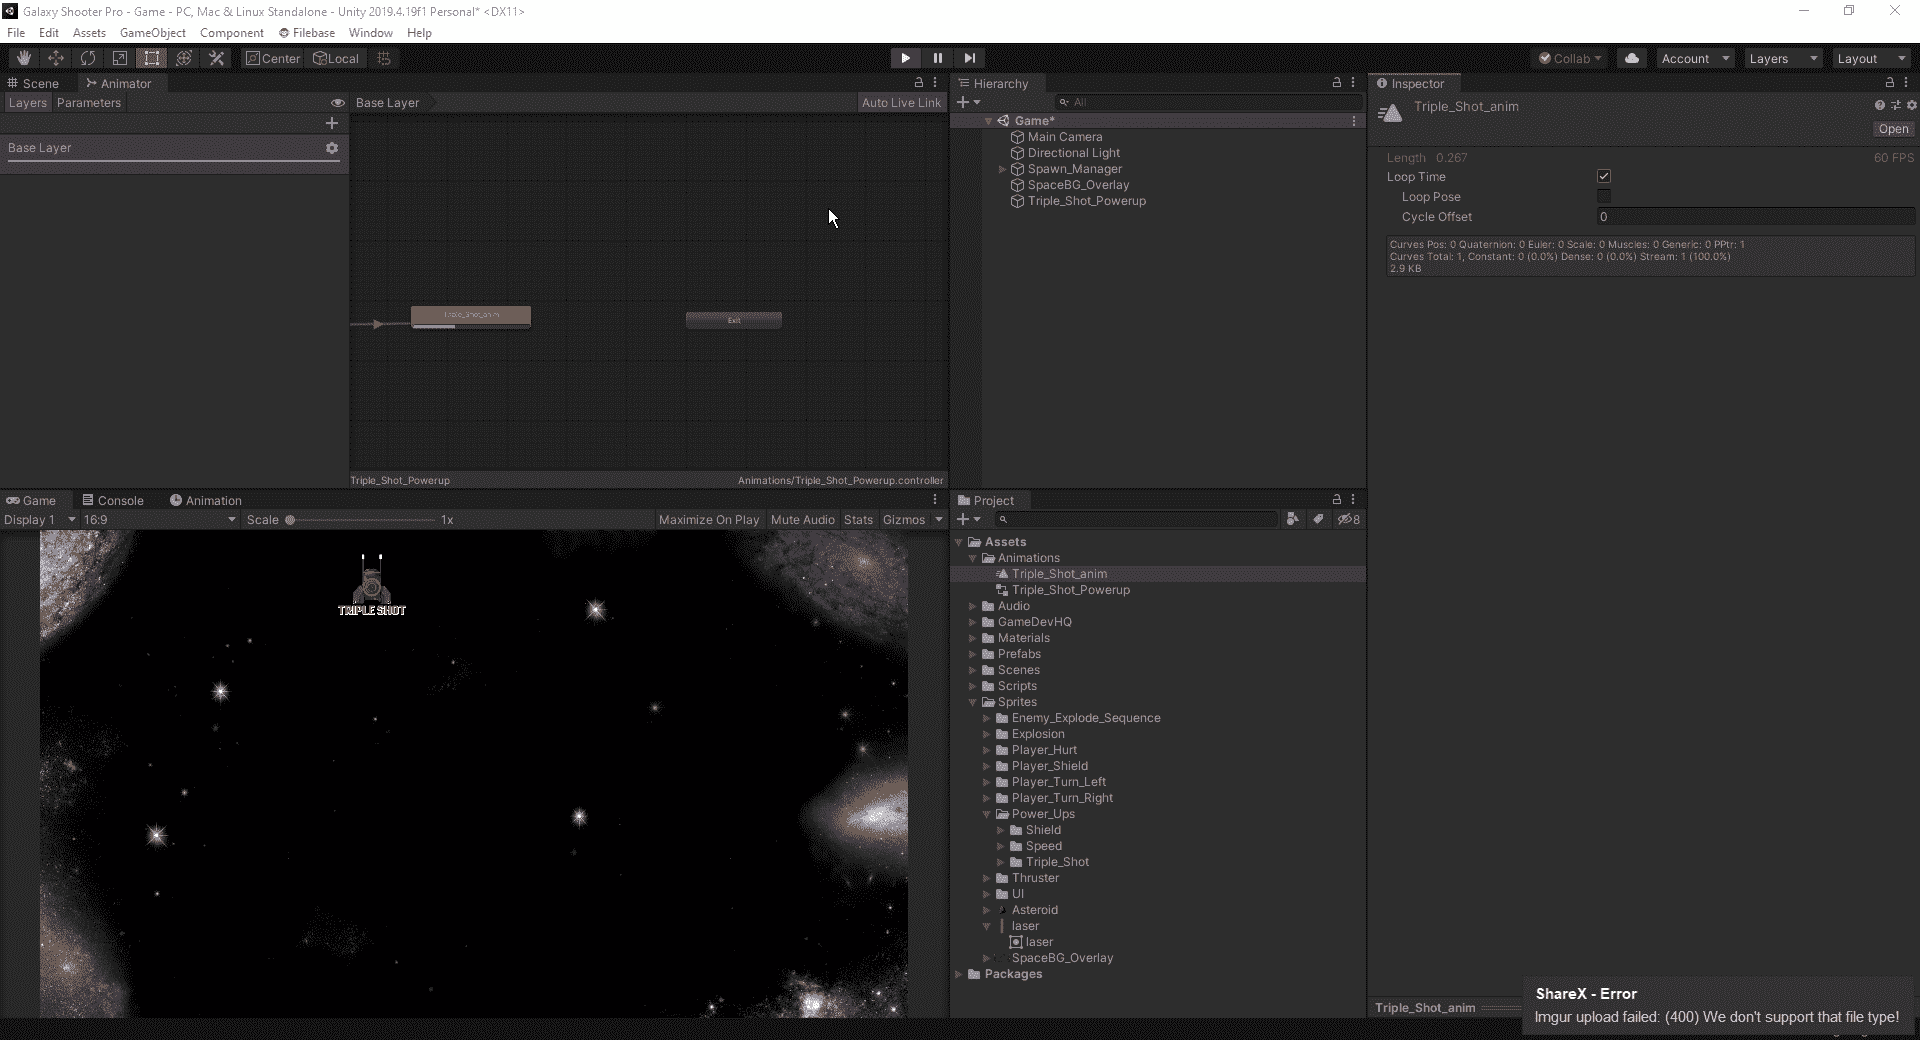 Galaxy Shooter Pro - Game - PC, Mac & Linux Standalone - Unity 2019.4.19f1 Personal* <DX11>
File Edit Assets GameObject Component Filebase Window Help
Center Local Collab Account Layers Layout
Scene Animator
Layers Parameters Base Layer Auto Live Link
Base Layer
Triple_Shot_anim
Exit
Triple_Shot_Powerup Animations/Triple_Shot_Powerup.controller
Hierarchy
All
Game*
Main Camera
Directional Light
Spawn_Manager
SpaceBG_Overlay
Triple_Shot_Powerup
Inspector
Triple_Shot_anim
Open
Length 0.267 60 FPS
Loop Time
Loop Pose
Cycle Offset 0
Curves Pos: 0 Quaternion: 0 Euler: 0 Scale: 0 Muscles: 0 Generic: 0 PPtr: 1
Curves Total: 1, Constant: 0 (0.0%) Dense: 0 (0.0%) Stream: 1 (100.0%)
2.9 KB
Game Console Animation
Display 1 16:9 Scale 1x Maximize On Play Mute Audio Stats Gizmos
TRIPLE SHOT
Project
8
Assets
Animations
Triple_Shot_anim
Triple_Shot_Powerup
Audio
GameDevHQ
Materials
Prefabs
Scenes
Scripts
Sprites
Enemy_Explode_Sequence
Explosion
Player_Hurt
Player_Shield
Player_Turn_Left
Player_Turn_Right
Power_Ups
Shield
Speed
Triple_Shot
Thruster
UI
Asteroid
laser
laser
SpaceBG_Overlay
Packages
Triple_Shot_anim
ShareX - Error
Imgur upload failed: (400) We don't support that file type!